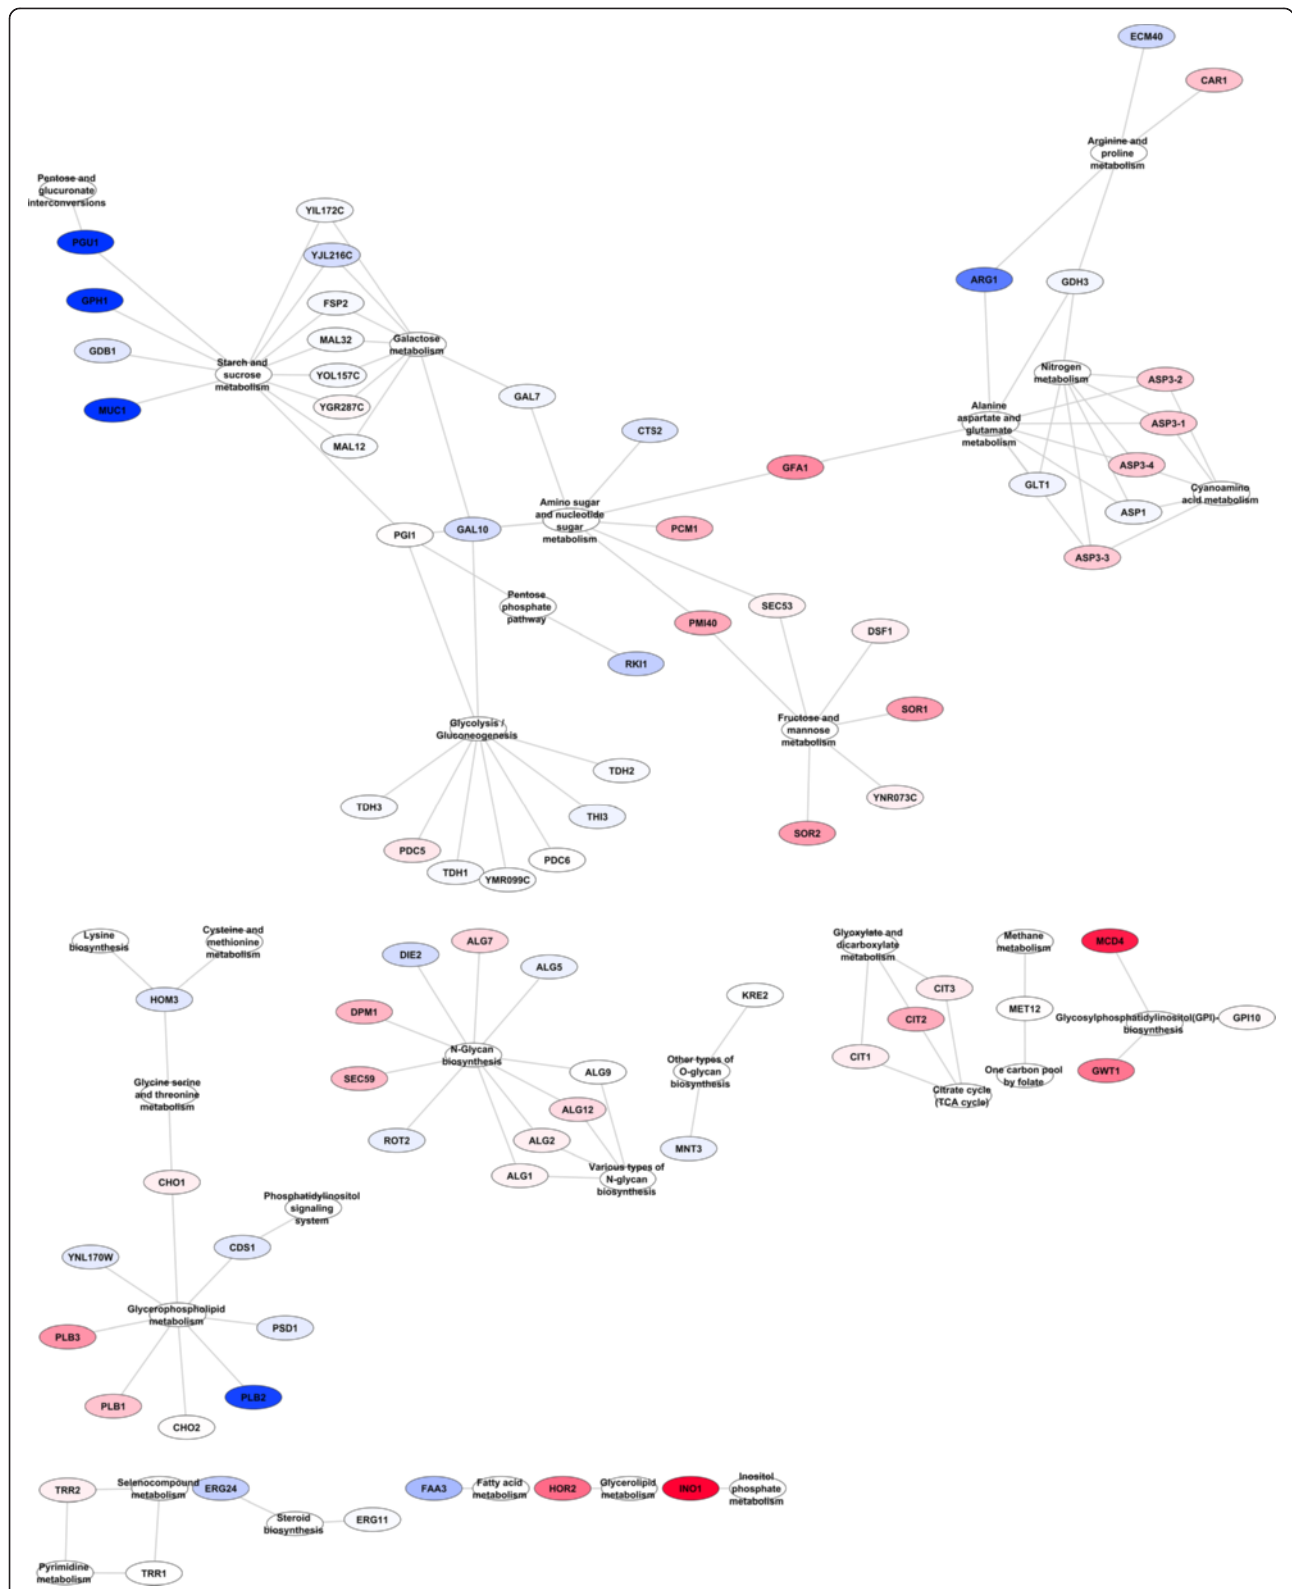 ECM40
CAR1
Arginine and
proline
metabolism
Pentose and
glucuronate
interconversions
YIL172C
PGU1
YJL216C
ARG1
GDH3
GPH1
FSP2
MAL32
Galactose
metabolism
GDB1
Starch and
sucrose
metabolism
YOL157C
Nitrogen
metabolism
ASP3-2
MUC1
YGR287C
GAL7
Alanine
aspartate and
glutamate
metabolism
ASP3-1
MAL12
CTS2
GFA1
ASP3-4
GLT1
Cyanoamino
acid metabolism
ASP1
Amino sugar
and nucleotide
sugar
metabolism
PGI1
GAL10
PCM1
ASP3-3
Pentose
phosphate
pathway
SEC53
PMI40
DSF1
RKI1
SOR1
Glycolysis /
Gluconeogenesis
Fructose and
mannose
metabolism
TDH2
YNR073C
TDH3
THI3
SOR2
PDC5
PDC6
TDH1
YMR099C
Lysine
biosynthesis
Cysteine and
methionine
metabolism
DIE2
ALG7
ALG5
Glyoxylate and
dicarboxylate
metabolism
Methane
metabolism
MCD4
HOM3
KRE2
CIT3
DPM1
CIT2
MET12
Glycosylphosphatidylinositol(GPI)-
biosynthesis
GPI10
N-Glycan
biosynthesis
CIT1
SEC59
ALG9
Other types of
O-glycan
biosynthesis
One carbon pool
by folate
GWT1
Glycine serine
and threonine
metabolism
Citrate cycle
(TCA cycle)
ALG12
ROT2
ALG2
MNT3
CHO1
ALG1
Various types of
N-glycan
biosynthesis
Phosphatidylinositol
signaling
system
YNL170W
CDS1
Glycerophospholipid
metabolism
PSD1
PLB3
PLB1
PLB2
CHO2
TRR2
Selenocompound
metabolism
ERG24
FAA3
Fatty acid
metabolism
HOR2
Glycerolipid
metabolism
INO1
Inositol
phosphate
metabolism
Steroid
biosynthesis
ERG11
Pyrimidine
metabolism
TRR1